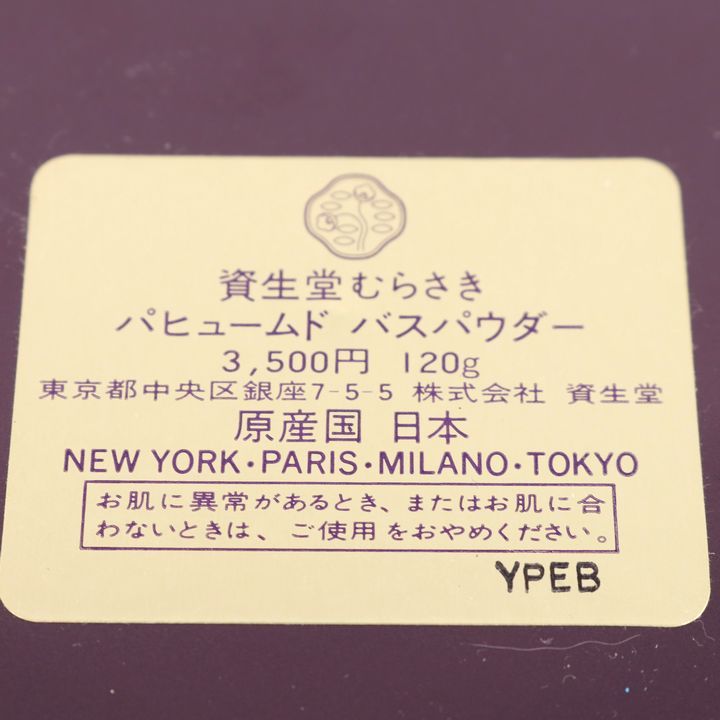 資生堂むらさき
パヒュームド バスパウダー
3,500円 120g
東京都中央区銀座7-5-5 株式会社 資生堂
原産国 日本
NEW YORK・PARIS・MILANO・TOKYO
お肌に異常があるとき、またはお肌に合
わないときは、ご使用をおやめください。
YPEB